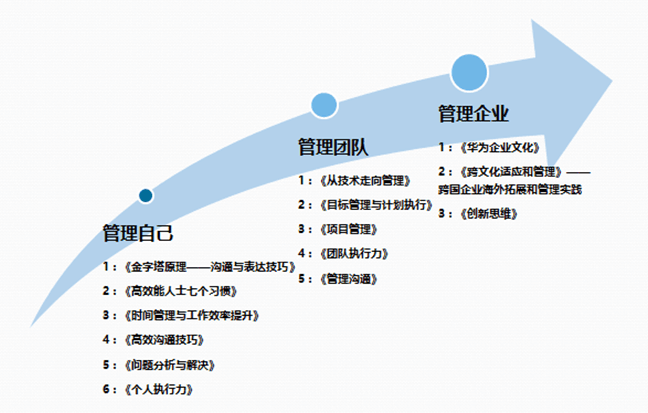 管理自己
1：《金字塔原理——沟通与表达技巧》
2：《高效能人士七个习惯》
3：《时间管理与工作效率提升》
4：《高效沟通技巧》
5：《问题分析与解决》
6：《个人执行力》
管理团队
1：《从技术走向管理》
2：《目标管理与计划执行》
3：《项目管理》
4：《团队执行力》
5：《管理沟通》
管理企业
1：《华为企业文化》
2：《跨文化适应和管理》——
跨国企业海外拓展和管理实践
3：《创新思维》